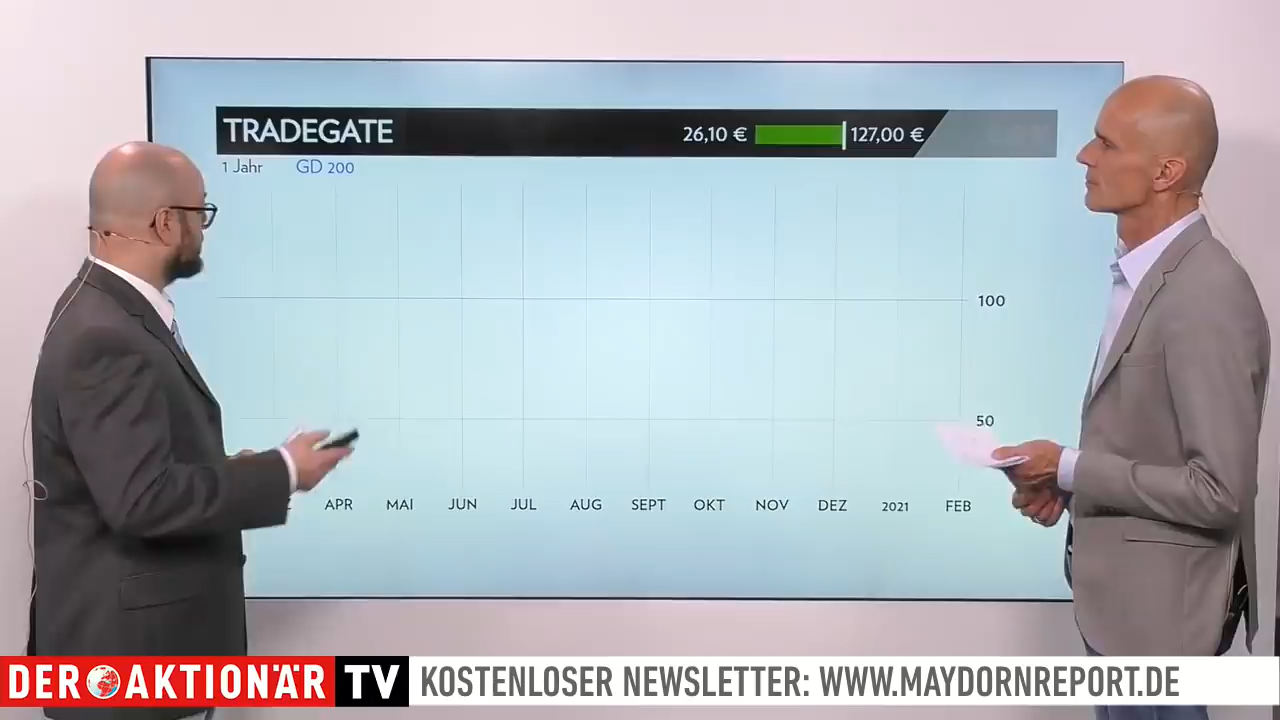 TRADEGATE 26,10 € 127,00 €
1 Jahr GD 200
100
50
APR MAI JUN JUL AUG SEPT OKT NOV DEZ 2021 FEB
DER AKTIONÄR TV KOSTENLOSER NEWSLETTER: WWW.MAYDORNREPORT.DE